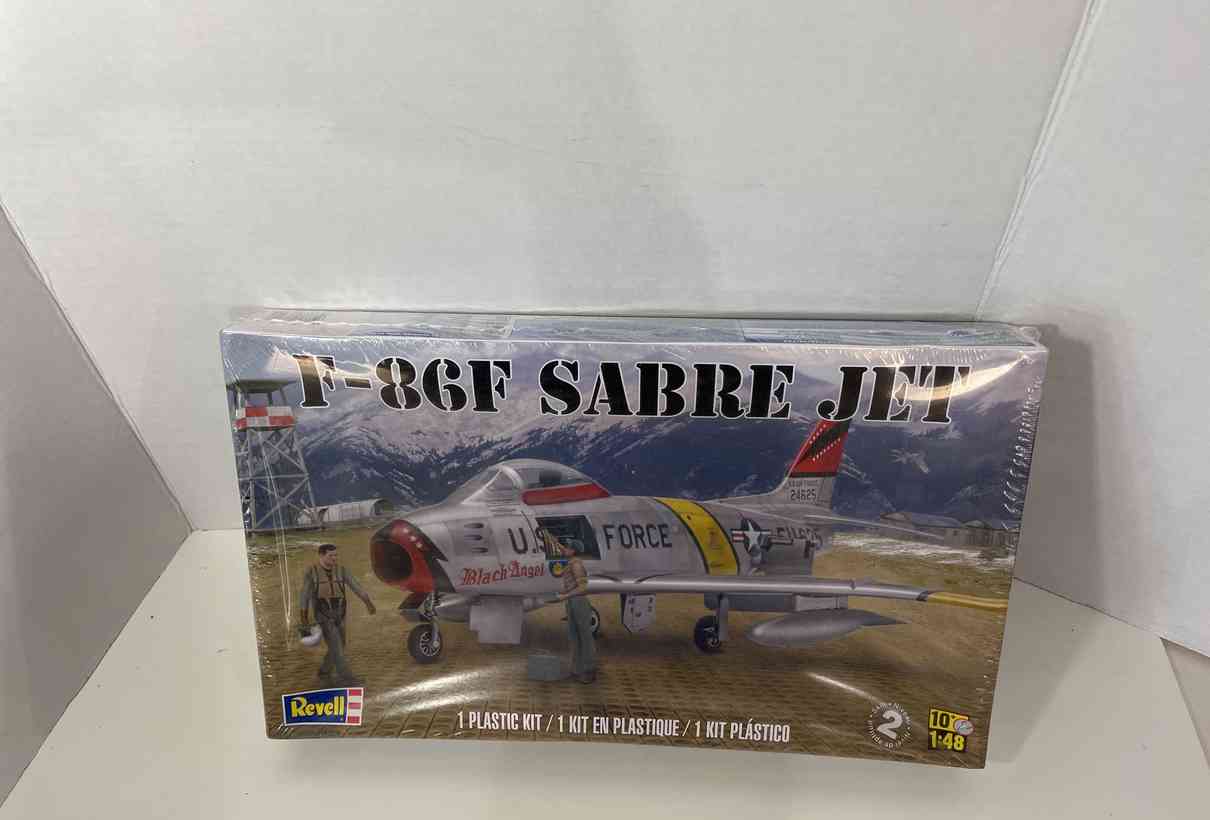 F-86F SABRE JET
24625
U.S. FORCE
Black Angel
Revell
1 PLASTIC KIT / 1 KIT EN PLASTIQUE / 1 KIT PLÁSTICO
2
10+
1:48